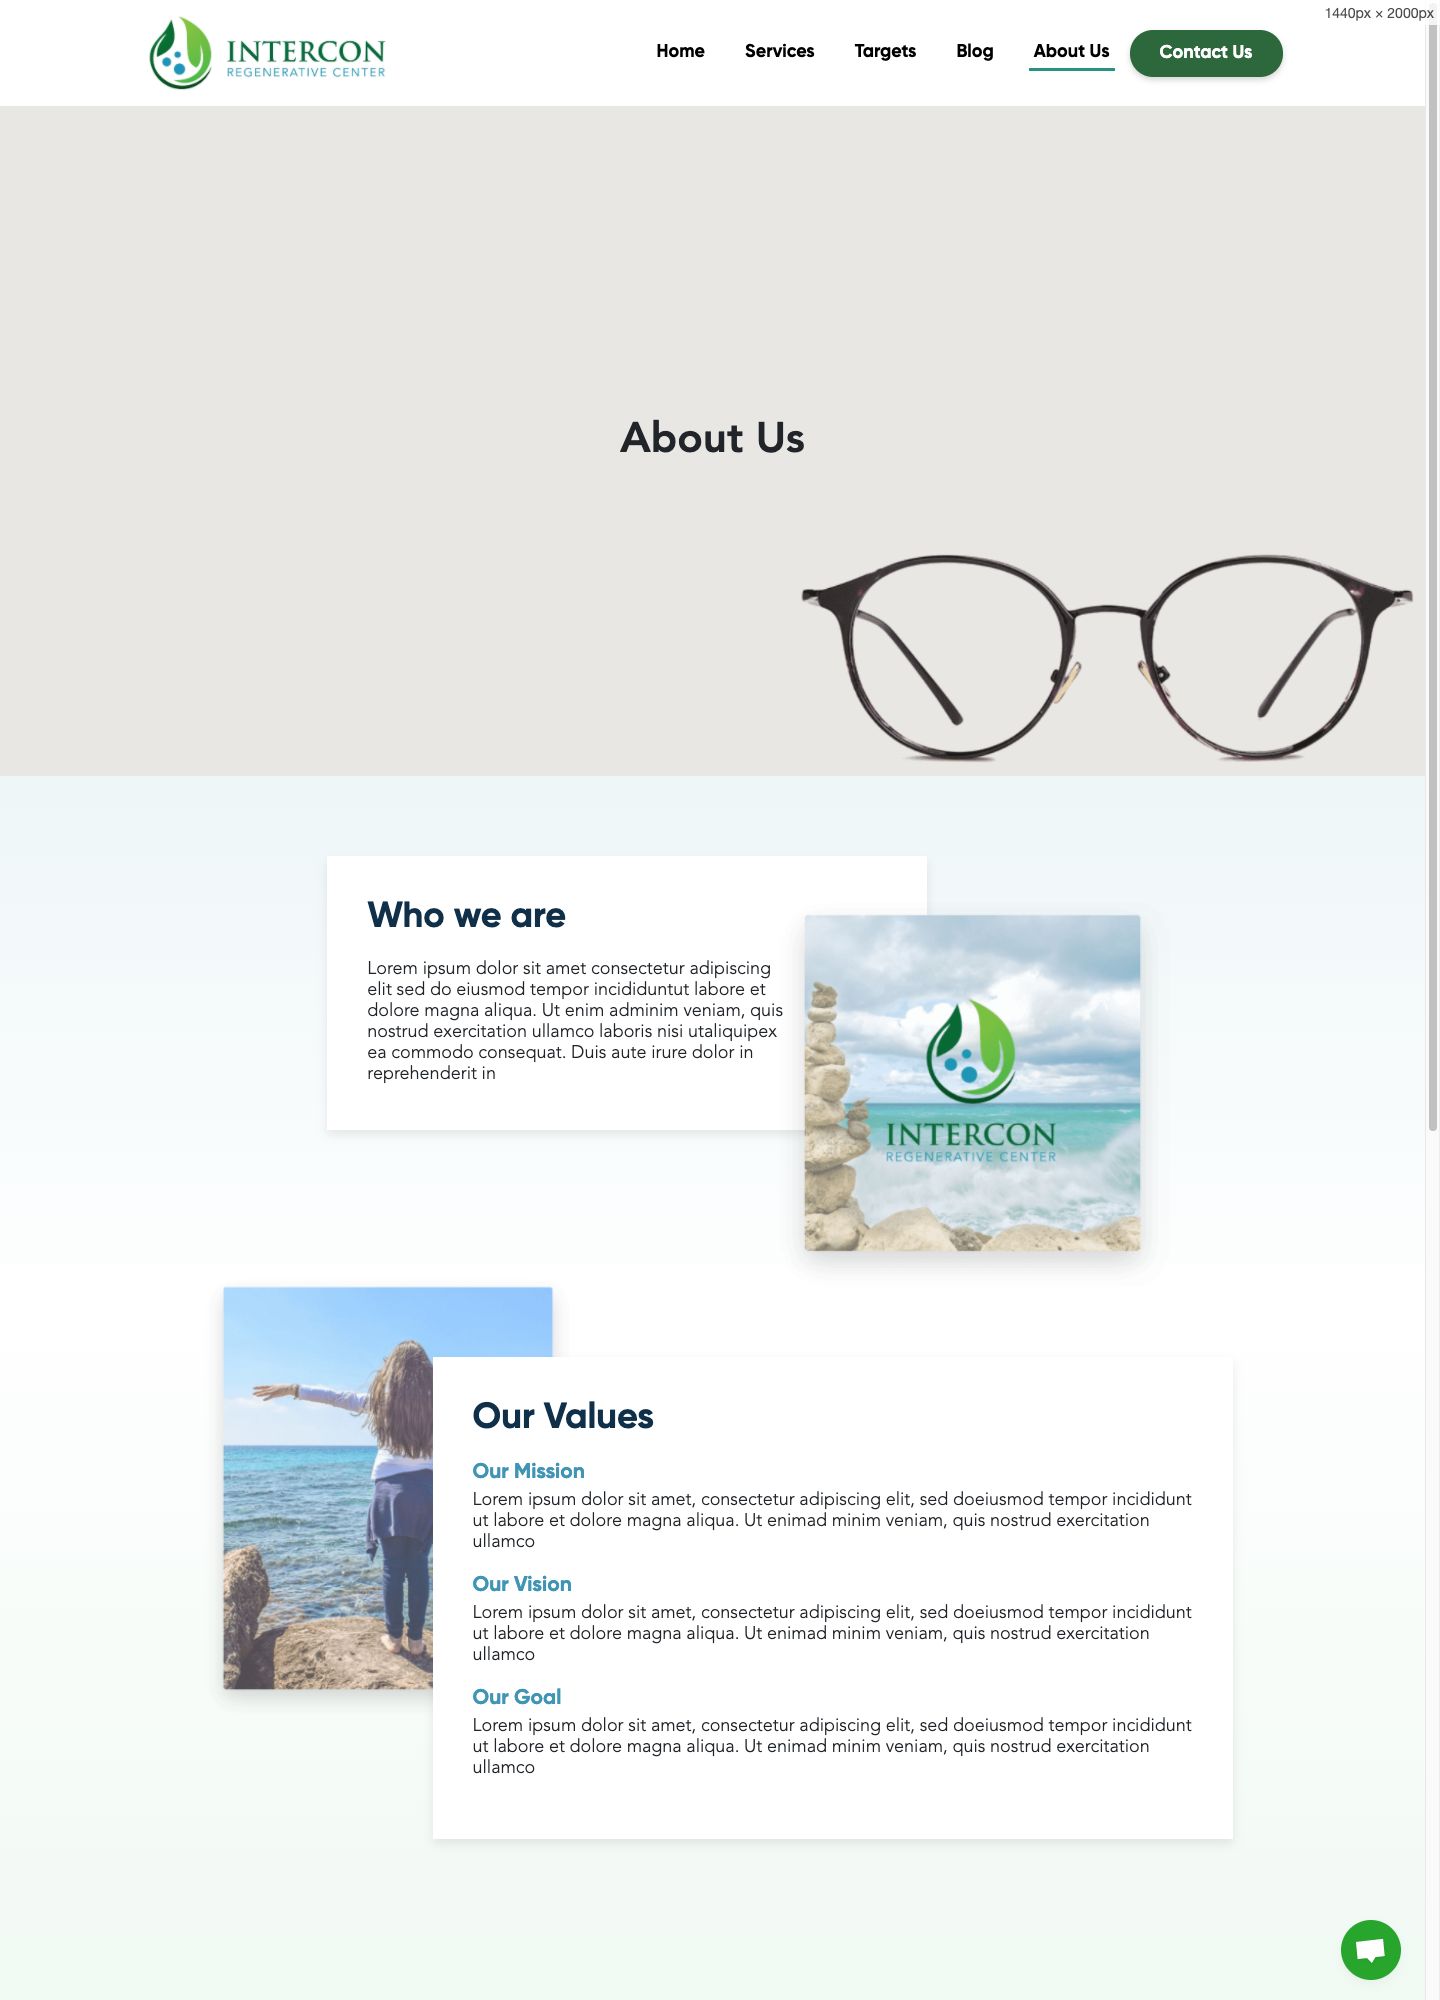 1440px × 2000px
INTERCON
REGENERATIVE CENTER
Home Services Targets Blog About Us Contact Us
About Us
Who we are
Lorem ipsum dolor sit amet consectetur adipiscing
elit sed do eiusmod tempor incididuntut labore et
dolore magna aliqua. Ut enim adminim veniam, quis
nostrud exercitation ullamco laboris nisi utaliquipex
ea commodo consequat. Duis aute irure dolor in
reprehenderit in
INTERCON
REGENERATIVE CENTER
Our Values
Our Mission
Lorem ipsum dolor sit amet, consectetur adipiscing elit, sed doeiusmod tempor incididunt
ut labore et dolore magna aliqua. Ut enimad minim veniam, quis nostrud exercitation
ullamco
Our Vision
Lorem ipsum dolor sit amet, consectetur adipiscing elit, sed doeiusmod tempor incididunt
ut labore et dolore magna aliqua. Ut enimad minim veniam, quis nostrud exercitation
ullamco
Our Goal
Lorem ipsum dolor sit amet, consectetur adipiscing elit, sed doeiusmod tempor incididunt
ut labore et dolore magna aliqua. Ut enimad minim veniam, quis nostrud exercitation
ullamco